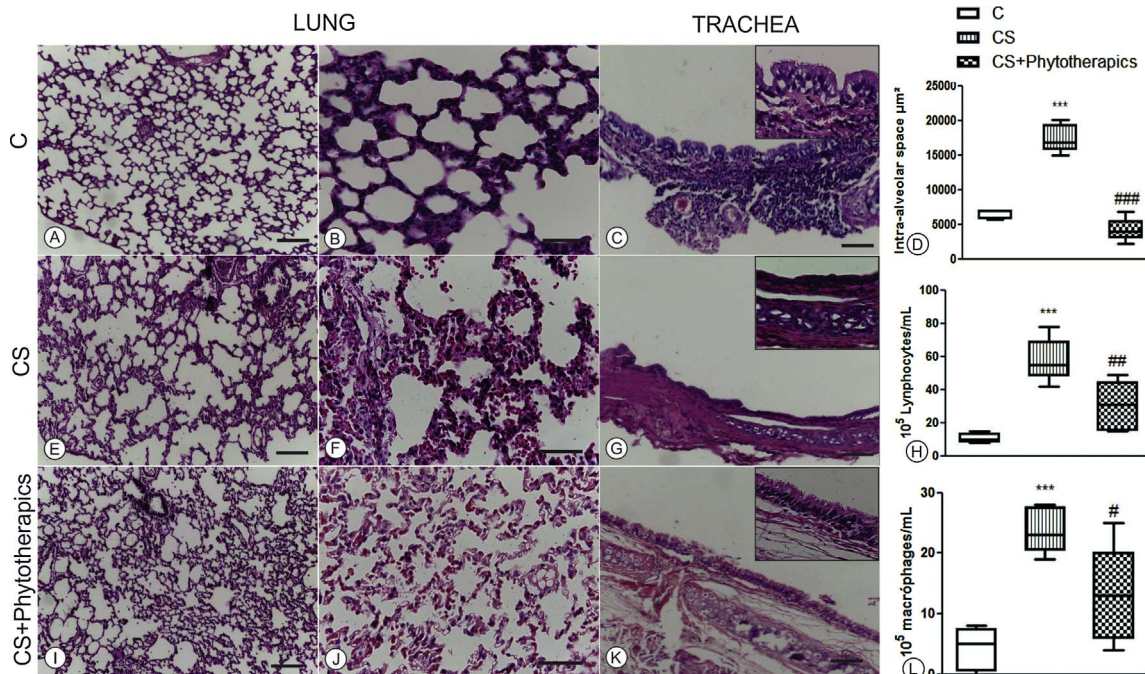 LUNG
TRACHEA
C
CS
CS+Phytotherapics
C
A
B
C
Intra-alveolar space µm²
25000
20000
15000
10000
5000
0
***
###
D
CS
E
F
G
10⁵ Lynphocytes/mL
100
80
60
40
20
0
***
##
H
CS+Phytotherapics
I
J
K
10⁵ macróphages/mL
30
20
10
0
***
#
L